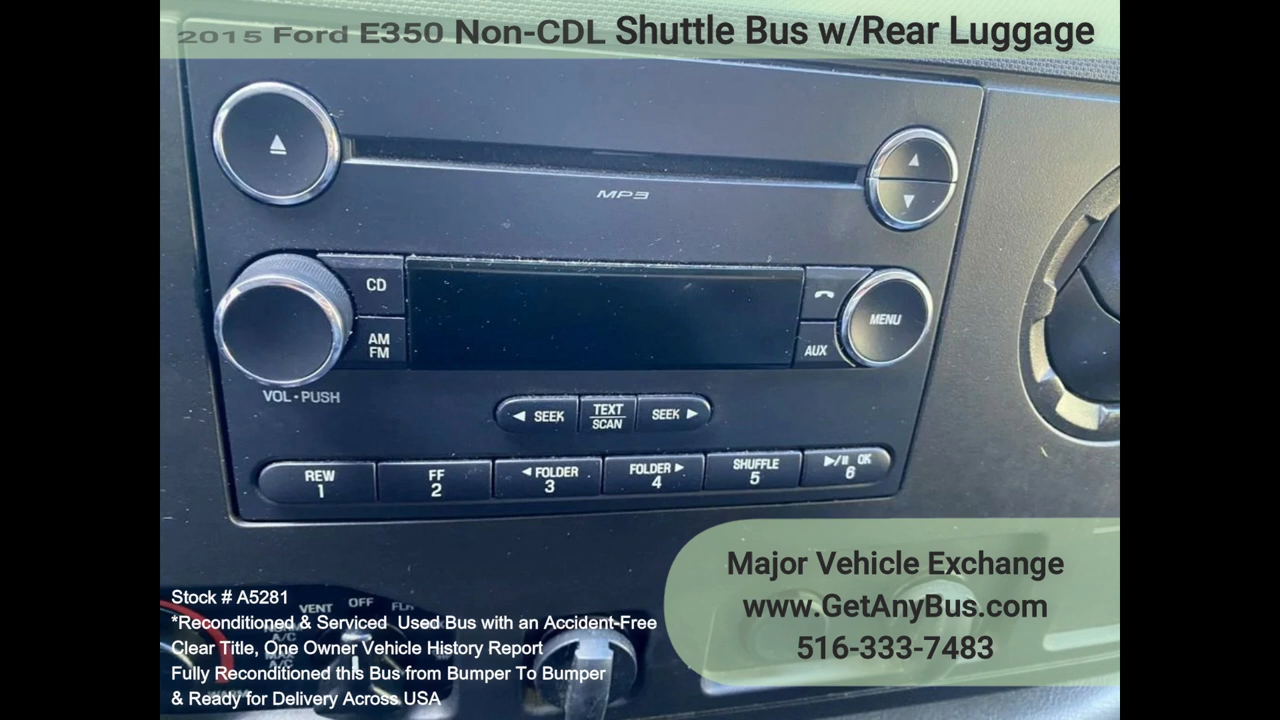 2015 Ford E350 Non-CDL Shuttle Bus w/Rear Luggage
MP3
CD
AM
FM
AUX
MENU
VOL•PUSH
◄ SEEK
TEXT
SCAN
SEEK ►
REW
1
FF
2
◄ FOLDER
3
FOLDER ►
4
SHUFFLE
5
►/II OK
6
Major Vehicle Exchange
www.GetAnyBus.com
516-333-7483
VENT
OFF
A/C
A/C
Stock # A5281
*Reconditioned & Serviced Used Bus with an Accident-Free
Clear Title, One Owner Vehicle History Report
Fully Reconditioned this Bus from Bumper To Bumper
& Ready for Delivery Across USA